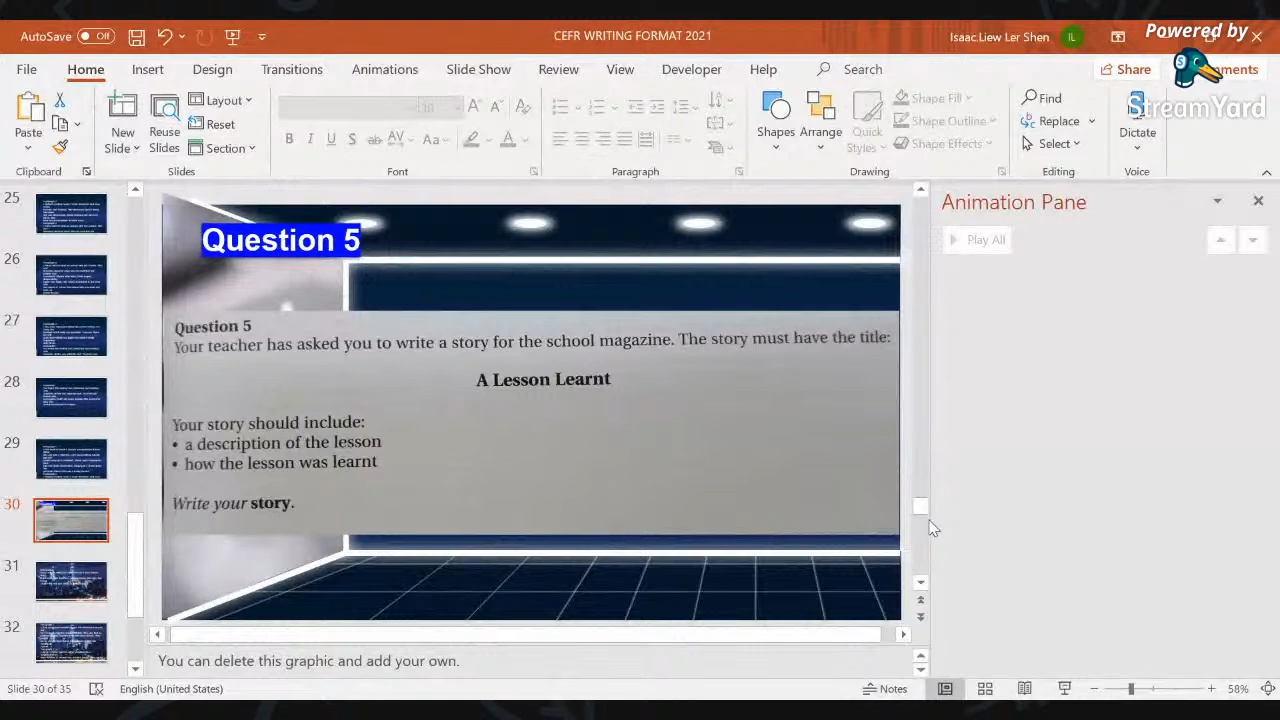 Powered by
StreamYard
AutoSave Off
CEFR WRITING FORMAT 2021
Isaac.Liew Ler Shen IL
File Home Insert Design Transitions Animations Slide Show Review View Developer Help Search Share
Paste
New Slide
Reuse Slides
Layout
Reset
Section
Shapes Arrange
Quick Styles
Shape Fill
Shape Outline
Shape Effects
Find
Replace
Select
Dictate
Clipboard Slides Font Paragraph Drawing Editing Voice
25
26
27
28
29
30
31
32
Question 5
Question 5
Your teacher has asked you to write a story for the school magazine. The story must have the title:
A Lesson Learnt
Your story should include:
• a description of the lesson
• how the lesson was learnt
Write your story.
Animation Pane
Play All
You can delete this graphic and add your own.
Slide 30 of 35 English (United States) Notes 58%